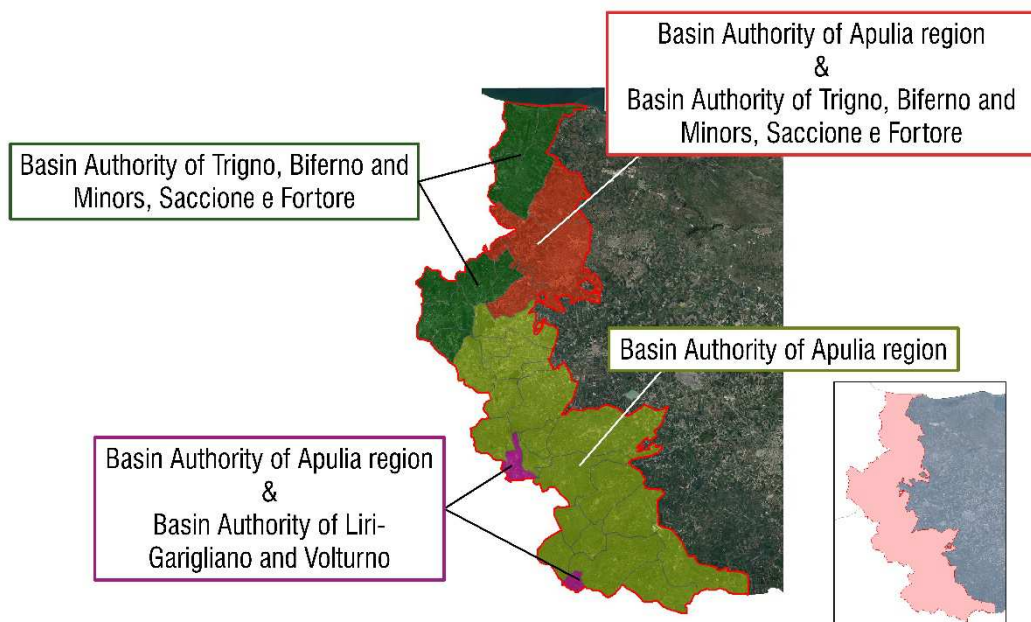 Basin Authority of Apulia region
&
Basin Authority of Trigno, Biferno and
Minors, Saccione e Fortore
Basin Authority of Trigno, Biferno and
Minors, Saccione e Fortore
Basin Authority of Apulia region
Basin Authority of Apulia region
&
Basin Authority of Liri-
Garigliano and Volturno